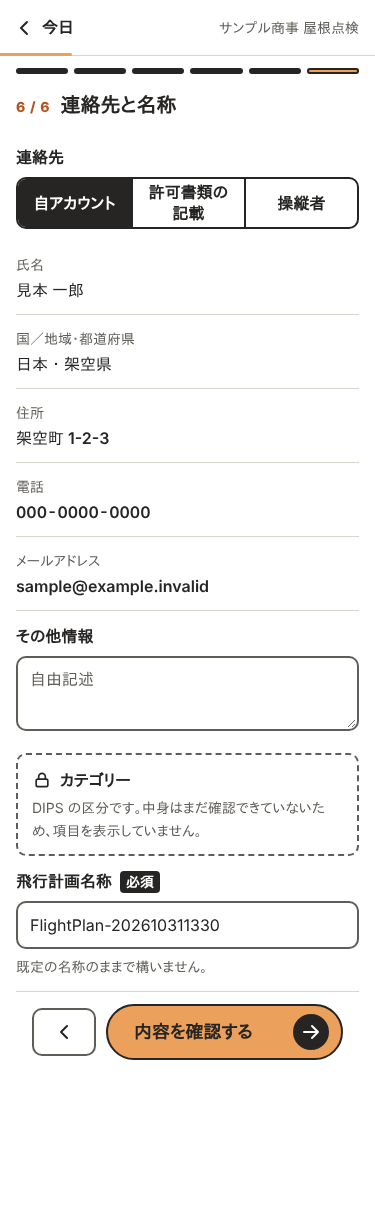 今日
サンプル商事 屋根点検
6 / 6 連絡先と名称
連絡先
自アカウント
許可書類の
記載
操縦者
氏名
見本 一郎
国／地域·都道府県
日本・架空県
住所
架空町 1-2-3
電話
000-0000-0000
メールアドレス
sample@example.invalid
その他情報
自由記述
カテゴリー
DIPS の区分です。中身はまだ確認できていないた
め、項目を表示していません。
飛行計画名称 必須
FlightPlan-202610311330
既定の名称のままで構いません。
内容を確認する